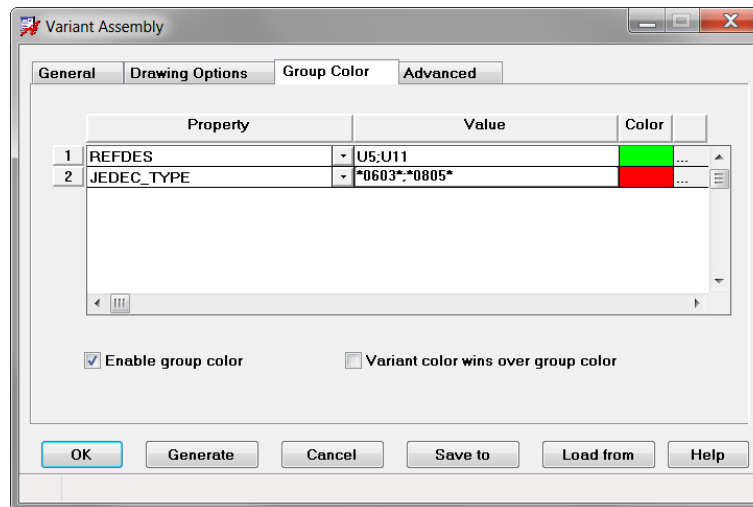 Variant Assembly
General Drawing Options Group Color Advanced
Property Value Color
1 REFDES U5;U11 ...
2 JEDEC_TYPE *0603*;*0805* ...
Enable group color Variant color wins over group color
OK Generate Cancel Save to Load from Help